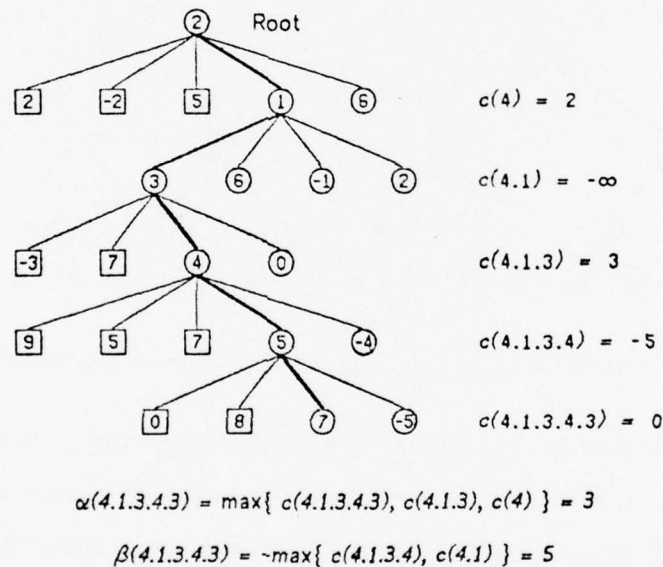 2 Root
2 -2 5 1 6 c(4) = 2
3 6 -1 2 c(4.1) = -∞
-3 7 4 0 c(4.1.3) = 3
9 5 7 5 -4 c(4.1.3.4) = -5
0 8 7 -5 c(4.1.3.4.3) = 0
α(4.1.3.4.3) = max{ c(4.1.3.4.3), c(4.1.3), c(4) } = 3
β(4.1.3.4.3) = -max{ c(4.1.3.4), c(4.1) } = 5